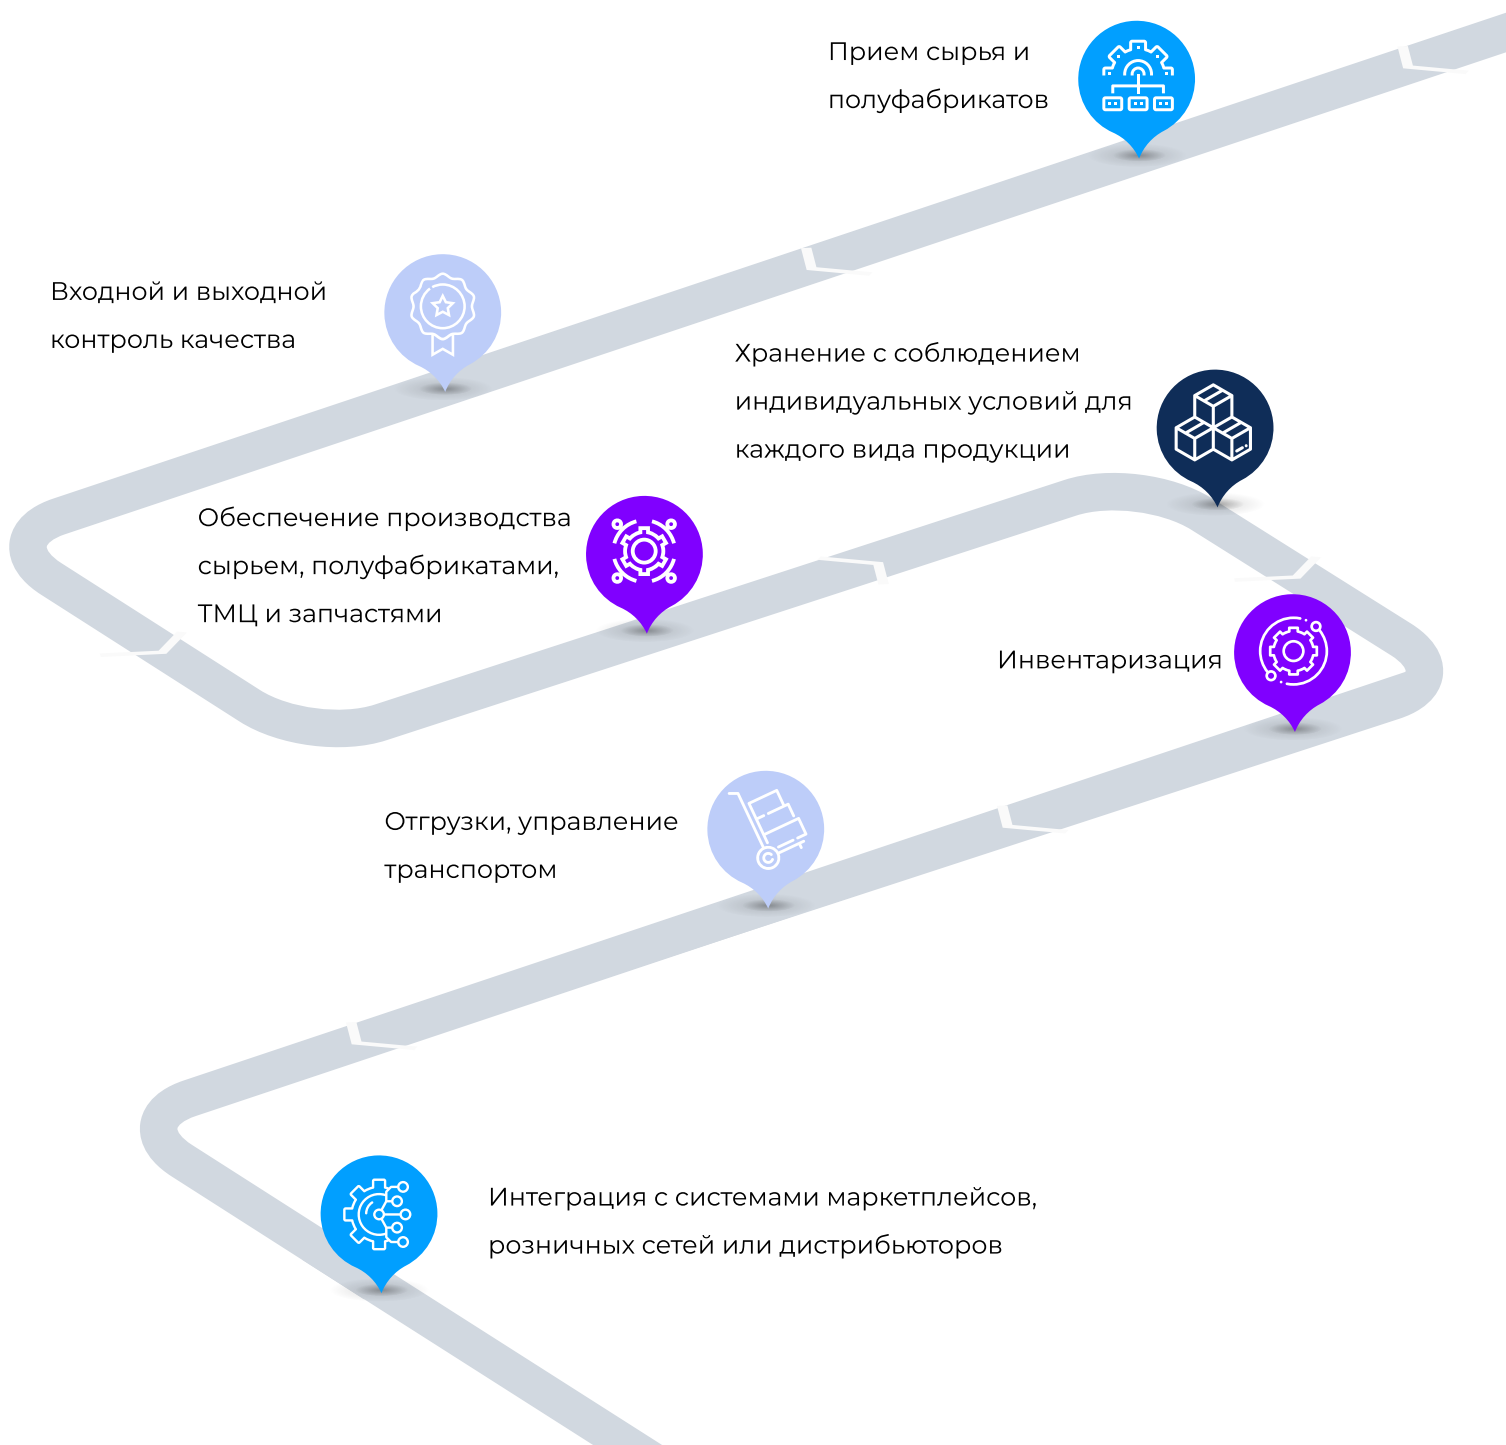 Прием сырья и
полуфабрикатов
Входной и выходной
контроль качества
Хранение с соблюдением
индивидуальных условий для
каждого вида продукции
Обеспечение производства
сырьем, полуфабрикатами,
ТМЦ и запчастями
Инвентаризация
Отгрузки, управление
транспортом
Интеграция с системами маркетплейсов,
розничных сетей или дистрибьюторов